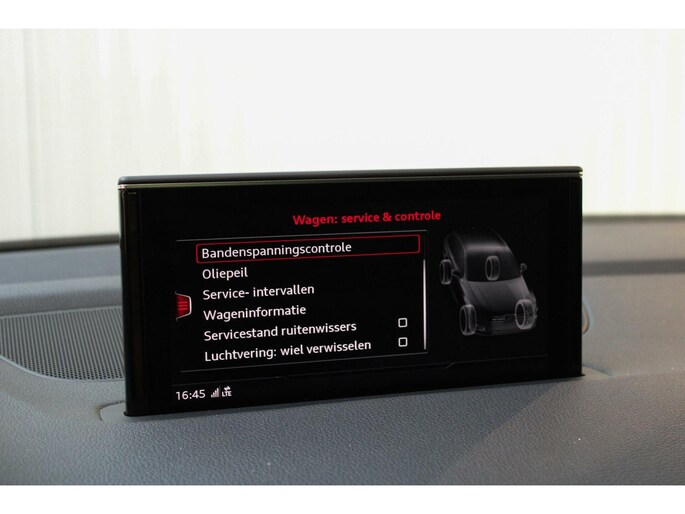 Wagen: service & controle
Bandenspanningscontrole
Oliepeil
Service- intervallen
Wageninformatie
Servicestand ruitenwissers
Luchtvering: wiel verwisselen
16:45 LTE